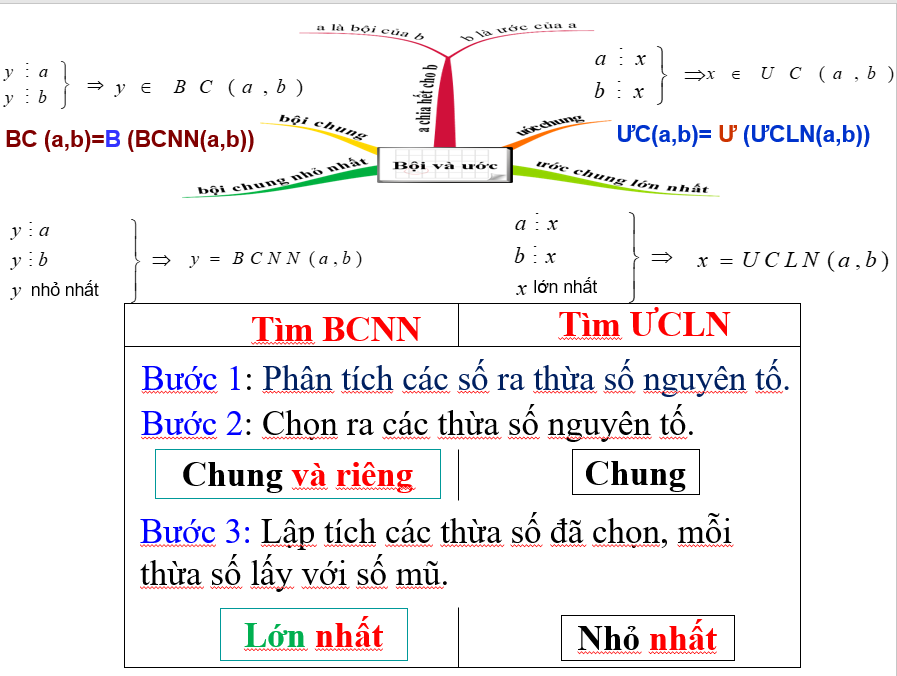 a là bội của b
b là ước của a
a chia hết cho b
y ⋮ a
y ⋮ b
⇒ y ∈ B C ( a , b )
a ⋮ x
b ⋮ x
⇒ x ∈ U C ( a , b )
BC (a,b)=B (BCNN(a,b))
bội chung
ước chung
ƯC(a,b)= Ư (ƯCLN(a,b))
Bội và ước
bội chung nhỏ nhất
ước chung lớn nhất
y ⋮ a
y ⋮ b
y nhỏ nhất
⇒ y = B C N N ( a , b )
a ⋮ x
b ⋮ x
x lớn nhất
⇒ x = U C L N ( a , b )
Tìm BCNN
Tìm ƯCLN
Bước 1: Phân tích các số ra thừa số nguyên tố.
Bước 2: Chọn ra các thừa số nguyên tố.
Chung và riêng
Chung
Bước 3: Lập tích các thừa số đã chọn, mỗi
thừa số lấy với số mũ.
Lớn nhất
Nhỏ nhất